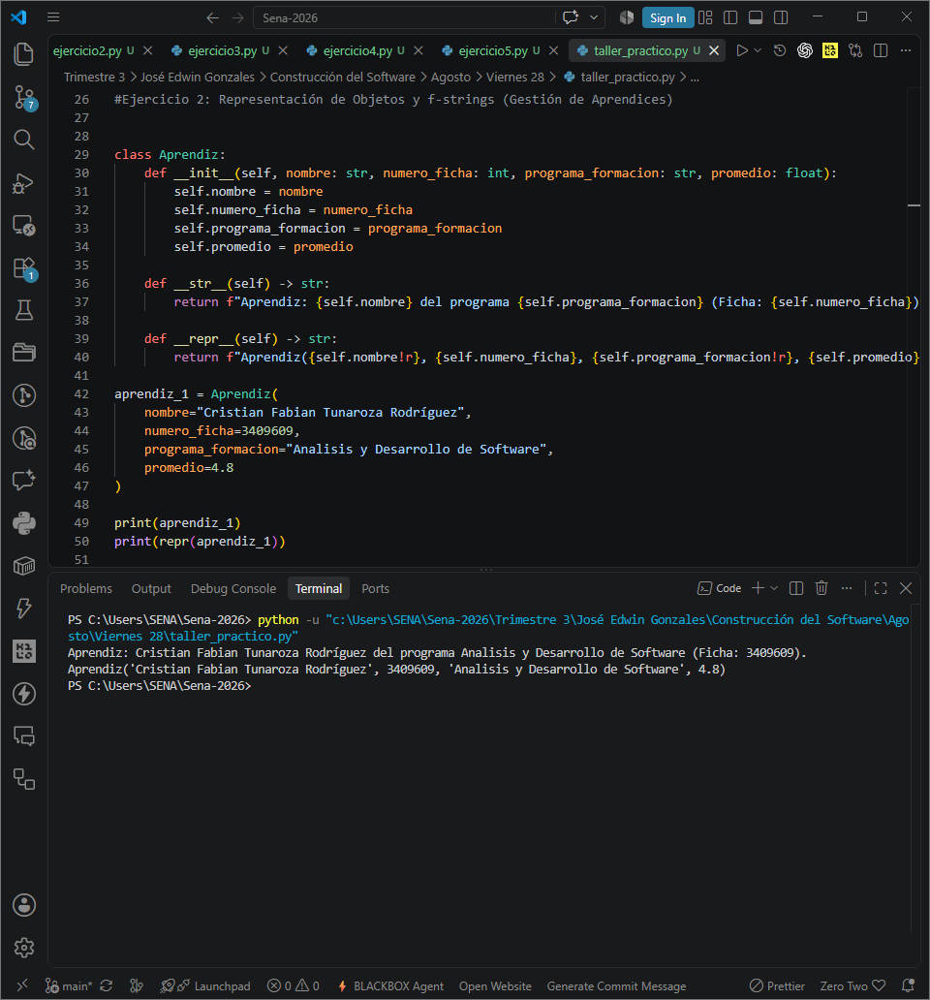 Sena-2026
Sign In
ejercicio2.py U
ejercicio3.py U
ejercicio4.py U
ejercicio5.py U
taller_practico.py U
Trimestre 3 > José Edwin Gonzales > Construcción del Software > Agosto > Viernes 28 > taller_practico.py > ...
26 #Ejercicio 2: Representación de Objetos y f-strings (Gestión de Aprendices)
27
28
29 class Aprendiz:
30     def __init__(self, nombre: str, numero_ficha: int, programa_formacion: str, promedio: float):
31         self.nombre = nombre
32         self.numero_ficha = numero_ficha
33         self.programa_formacion = programa_formacion
34         self.promedio = promedio
35
36     def __str__(self) -> str:
37         return f"Aprendiz: {self.nombre} del programa {self.programa_formacion} (Ficha: {self.numero_ficha})
38
39     def __repr__(self) -> str:
40         return f"Aprendiz({self.nombre!r}, {self.numero_ficha}, {self.programa_formacion!r}, {self.promedio}
41
42 aprendiz_1 = Aprendiz(
43     nombre="Cristian Fabian Tunaroza Rodríguez",
44     numero_ficha=3409609,
45     programa_formacion="Analisis y Desarrollo de Software",
46     promedio=4.8
47 )
48
49 print(aprendiz_1)
50 print(repr(aprendiz_1))
51
7
1
Problems Output Debug Console Terminal Ports
Code
PS C:\Users\SENA\Sena-2026> python -u "c:\Users\SENA\Sena-2026\Trimestre 3\José Edwin Gonzales\Construcción del Software\Ago
sto\Viernes 28\taller_practico.py"
Aprendiz: Cristian Fabian Tunaroza Rodríguez del programa Analisis y Desarrollo de Software (Ficha: 3409609).
Aprendiz('Cristian Fabian Tunaroza Rodríguez', 3409609, 'Analisis y Desarrollo de Software', 4.8)
PS C:\Users\SENA\Sena-2026>
main* Launchpad 0 0 BLACKBOX Agent Open Website Generate Commit Message Prettier Zero Two